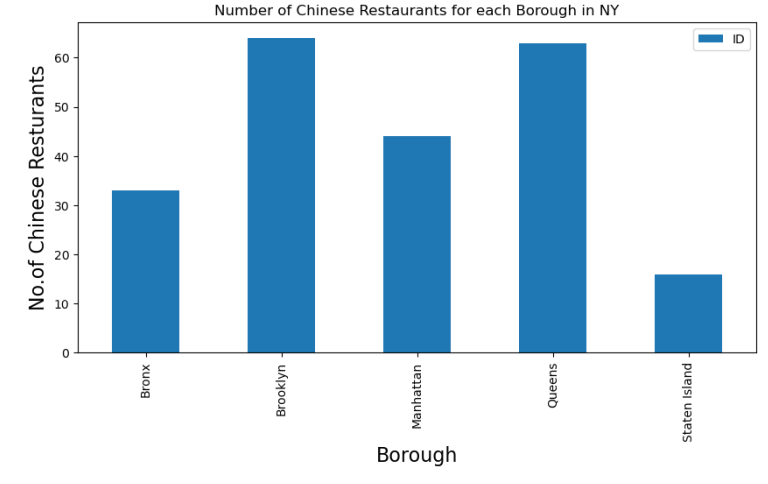 Number of Chinese Restaurants for each Borough in NY
ID
No.of Chinese Resturants
60
50
40
30
20
10
0
Bronx
Brooklyn
Manhattan
Queens
Staten Island
Borough